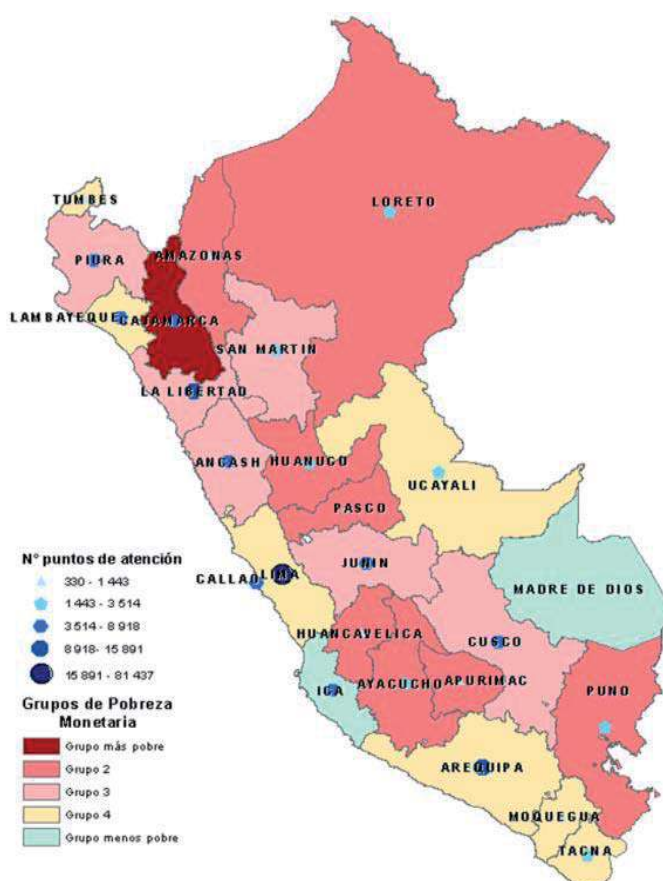 LORETO
TUMBES
AMAZONAS
PIURA
LAMBAYEQUE
CAJAMARCA
SAN MARTIN
LA LIBERTAD
ANCASH
HUANUCO
UCAYALI
PASCO
N° puntos de atención
330 - 1 443
1 443 - 3 514
3 514 - 8 918
8 918 - 15 891
15 891 - 81 437
CALLAO
LIMA
JUNIN
MADRE DE DIOS
HUANCAVELICA
CUSCO
ICA
AYACUCHO
APURIMAC
PUNO
Grupos de Pobreza
Monetaria
Grupo más pobre
Grupo 2
Grupo 3
Grupo 4
Grupo menos pobre
AREQUIPA
MOQUEGUA
TACNA